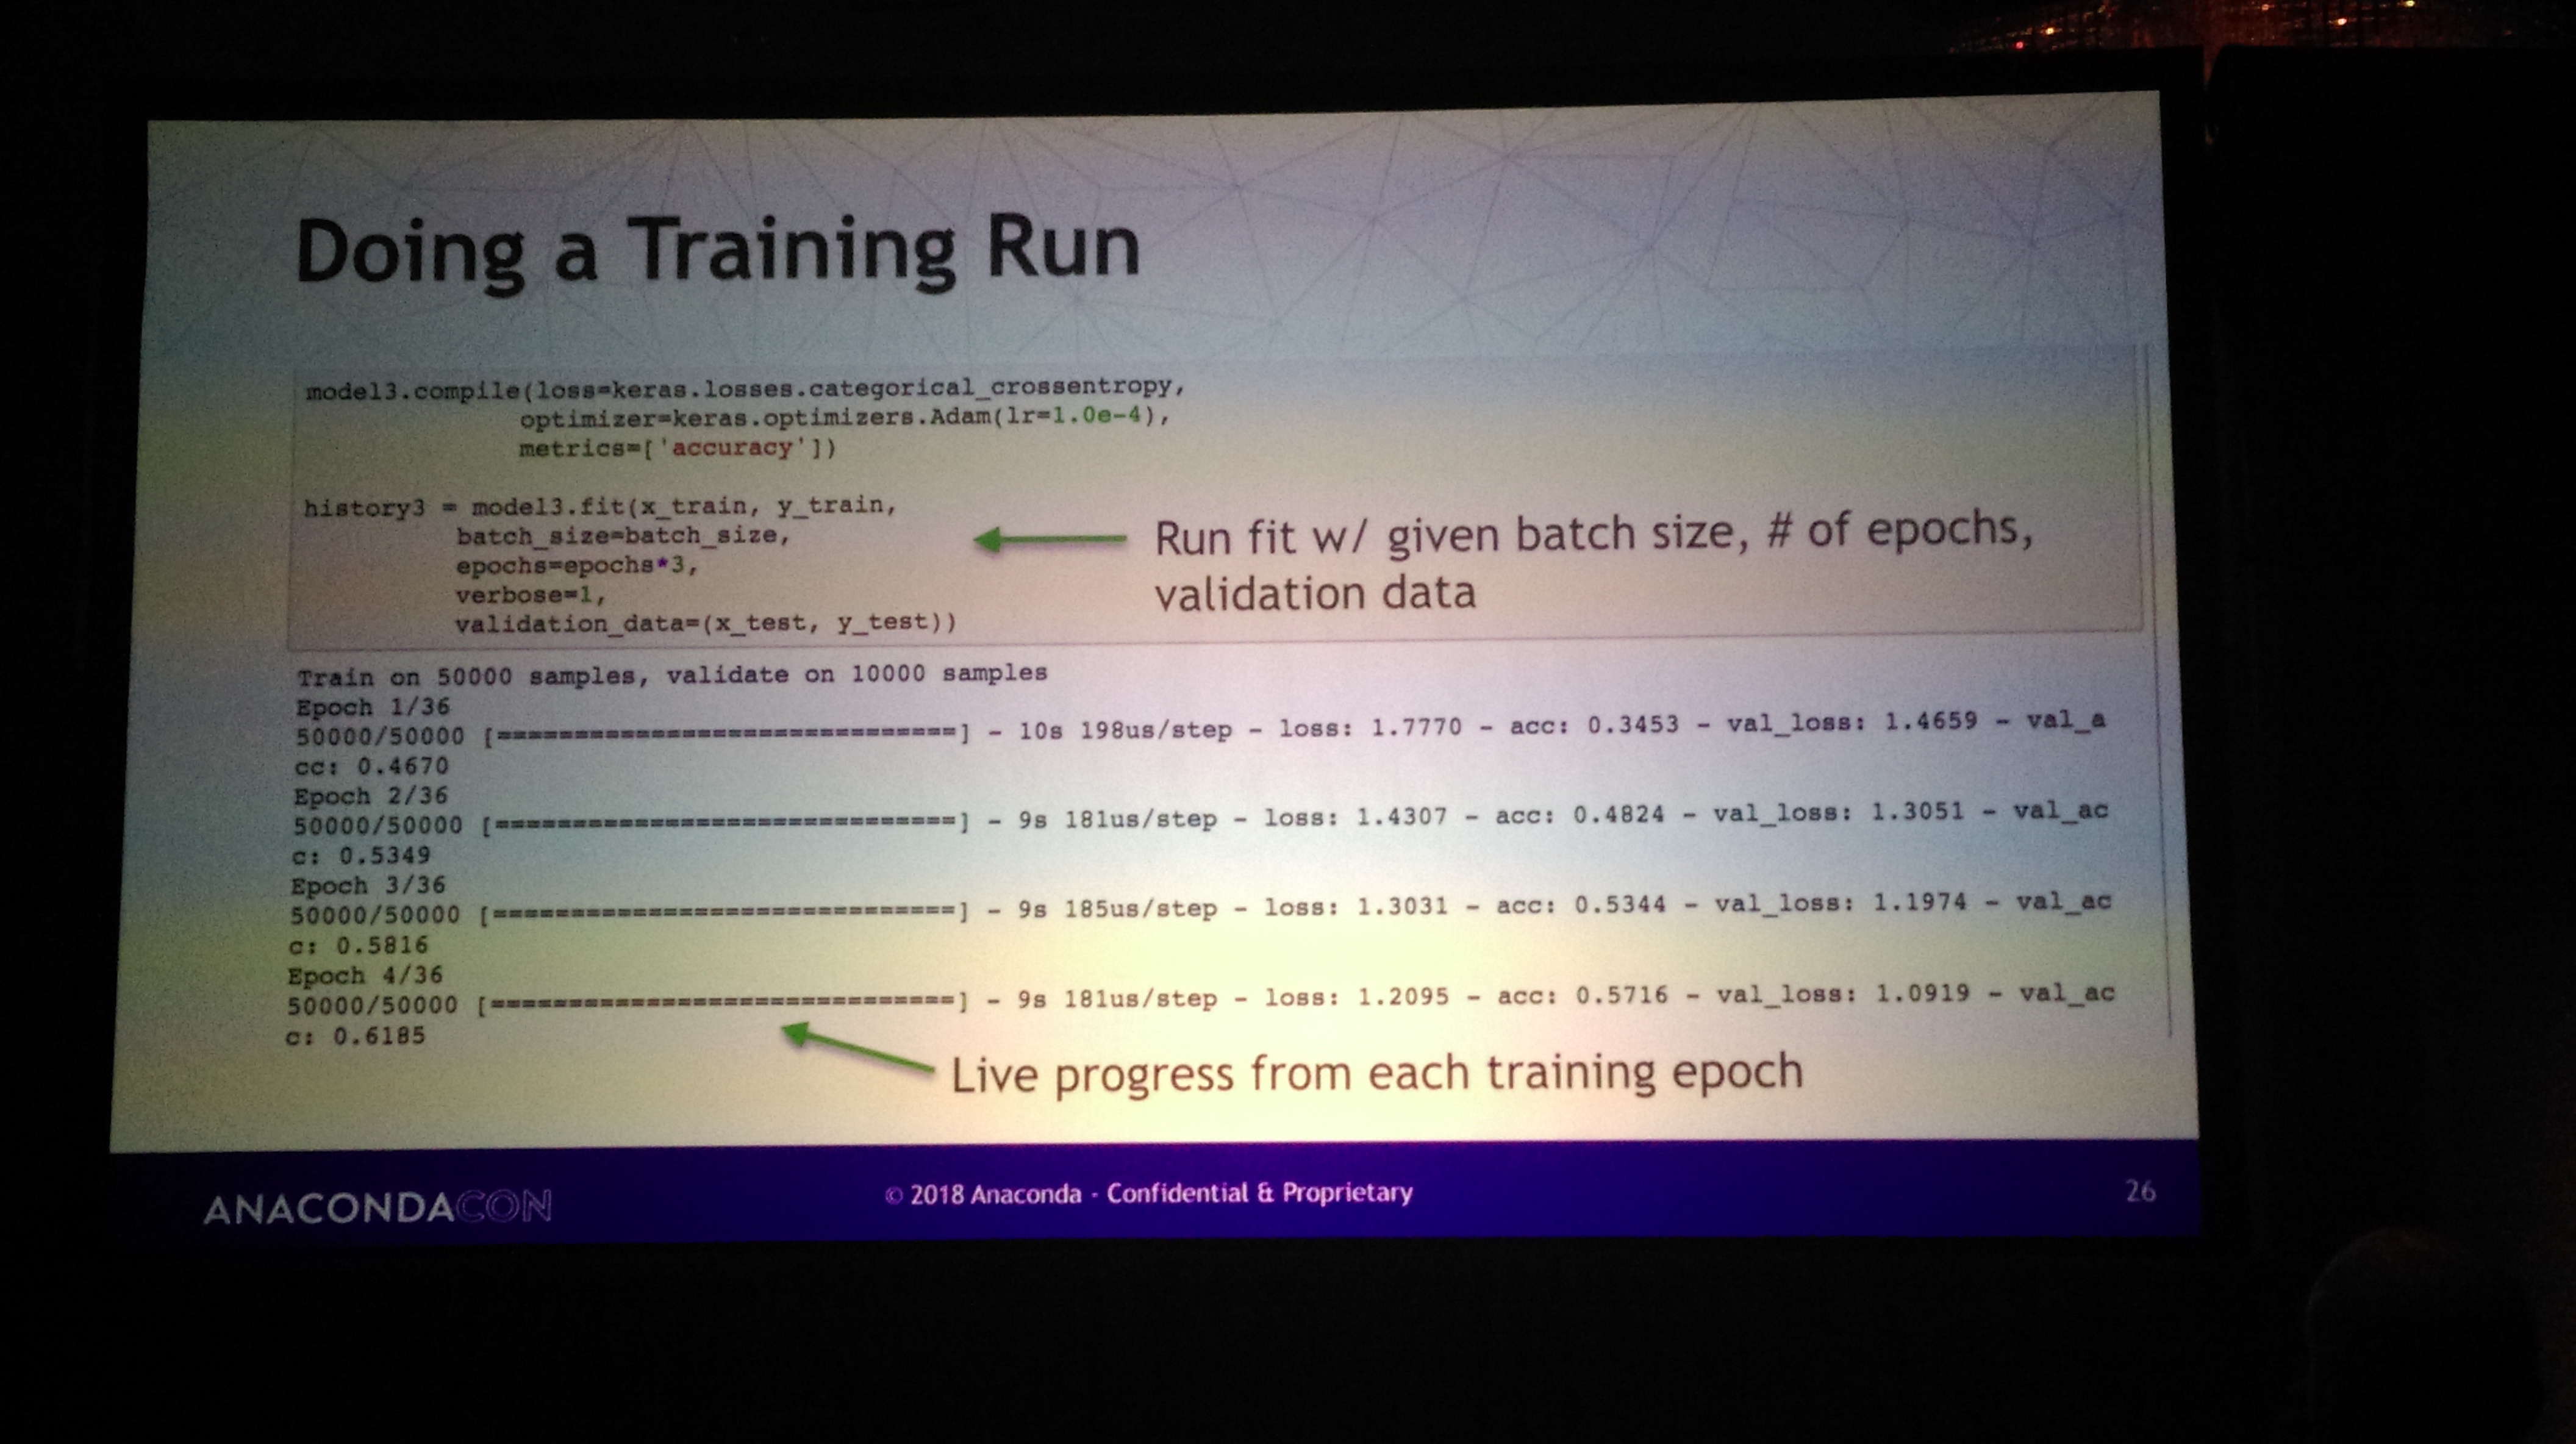 Doing a Training Run
model3.compile(loss=keras.losses.categorical_crossentropy,
optimizer=keras.optimizers.Adam(lr=1.0e-4),
metrics=['accuracy'])
history3 = model3.fit(x_train, y_train,
batch_size=batch_size,
epochs=epochs*3,
verbose=1,
validation_data=(x_test, y_test))
Run fit w/ given batch size, # of epochs,
validation data
Train on 50000 samples, validate on 10000 samples
Epoch 1/36
50000/50000 [==============================] - 10s 198us/step - loss: 1.7770 - acc: 0.3453 - val_loss: 1.4659 - val_a
cc: 0.4670
Epoch 2/36
50000/50000 [==============================] - 9s 181us/step - loss: 1.4307 - acc: 0.4824 - val_loss: 1.3051 - val_ac
c: 0.5349
Epoch 3/36
50000/50000 [==============================] - 9s 185us/step - loss: 1.3031 - acc: 0.5344 - val_loss: 1.1974 - val_ac
c: 0.5816
Epoch 4/36
50000/50000 [==============================] - 9s 181us/step - loss: 1.2095 - acc: 0.5716 - val_loss: 1.0919 - val_ac
c: 0.6185
Live progress from each training epoch
ANACONDACON
© 2018 Anaconda - Confidential & Proprietary
26